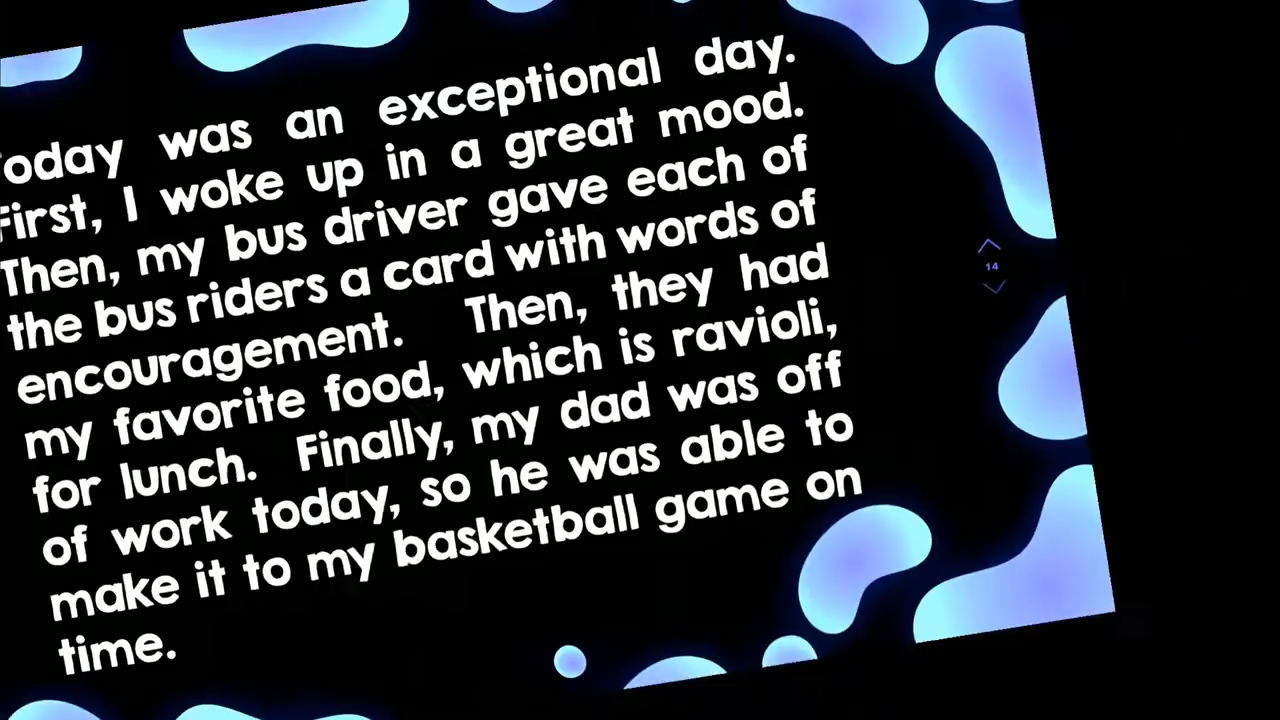 Today was an exceptional day.
First, I woke up in a great mood.
Then, my bus driver gave each of
the bus riders a card with words of
encouragement. Then, they had
my favorite food, which is ravioli,
for lunch. Finally, my dad was off
of work today, so he was able to
make it to my basketball game on
time.
14